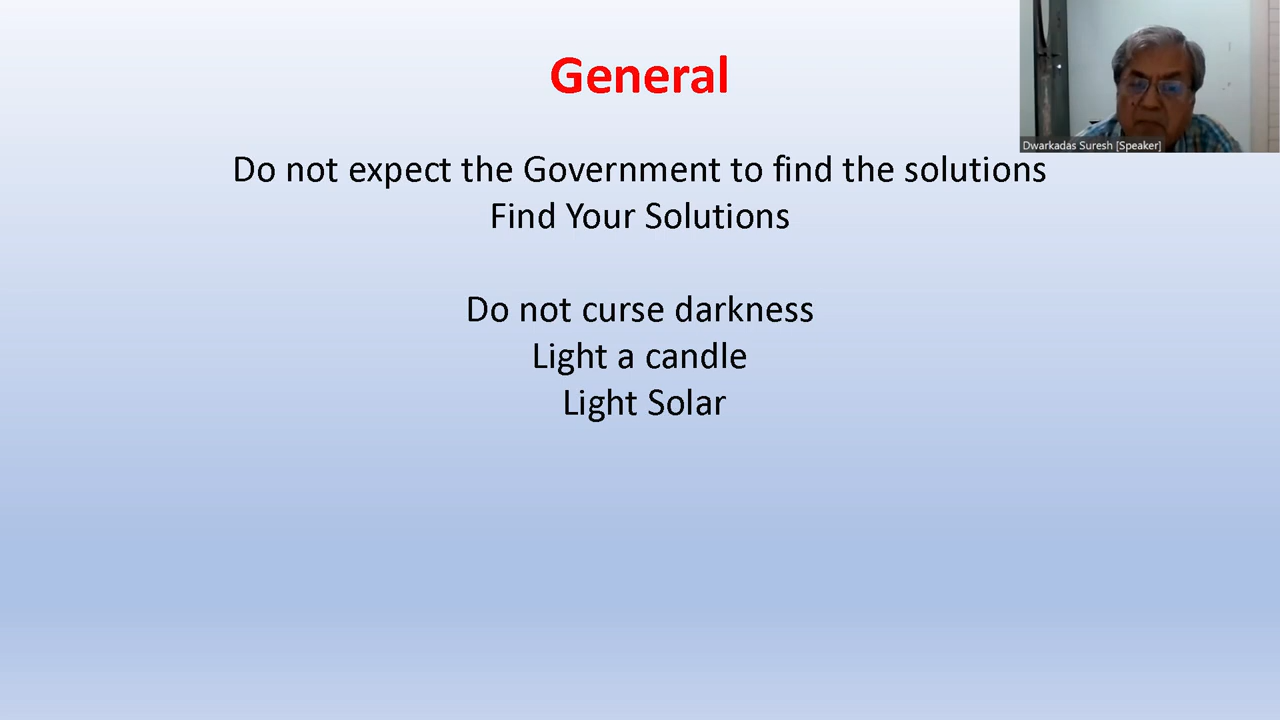 General
Dwarkadas Suresh [Speaker]
Do not expect the Government to find the solutions
Find Your Solutions
Do not curse darkness
Light a candle
Light Solar